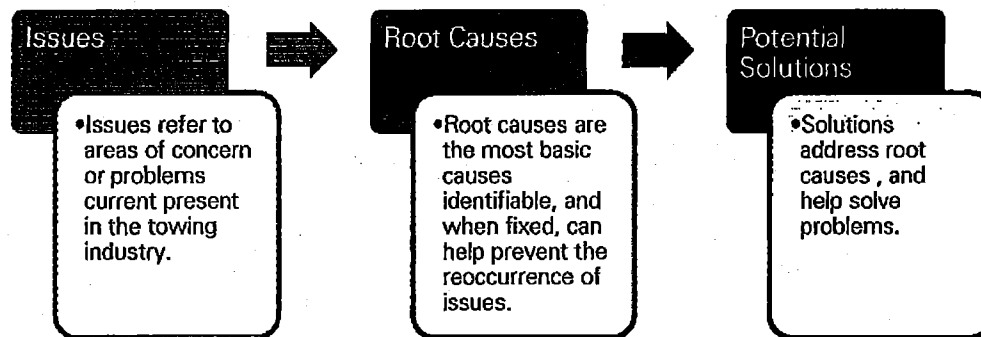 Issues
•Issues refer to
areas of concern
or problems
current present
in the towing
industry.
Root Causes
•Root causes are
the most basic
causes
identifiable, and
when fixed, can
help prevent the
reoccurrence of
issues.
Potential
Solutions
•Solutions
address root
causes , and
help solve
problems.